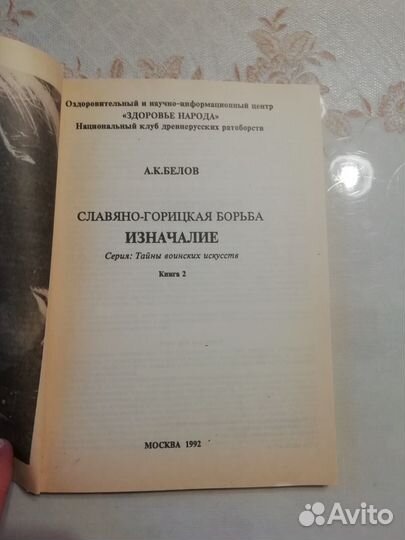 Оздоровительный и научно-информационный центр
«ЗДОРОВЬЕ НАРОДА»
Национальный клуб древнерусских ратоборств
А.К.БЕЛОВ
СЛАВЯНО-ГОРИЦКАЯ БОРЬБА
ИЗНАЧАЛИЕ
Серия: Тайны воинских искусств
Книга 2
МОСКВА 1992
Avito